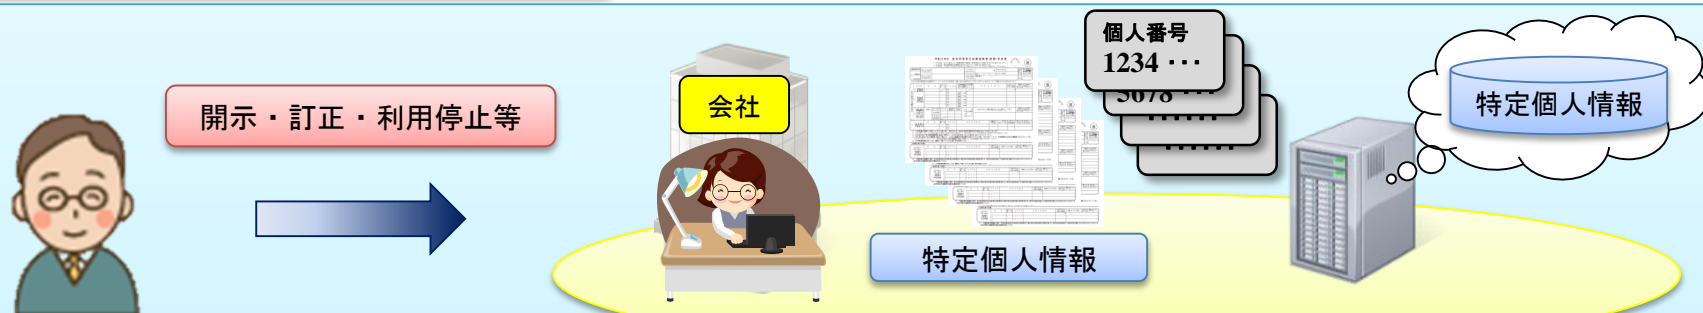 開示・訂正・利用停止等
会社
個人番号
1234 ・・・
5678 ・・・
・・・・・・
・・・・・・
特定個人情報
特定個人情報